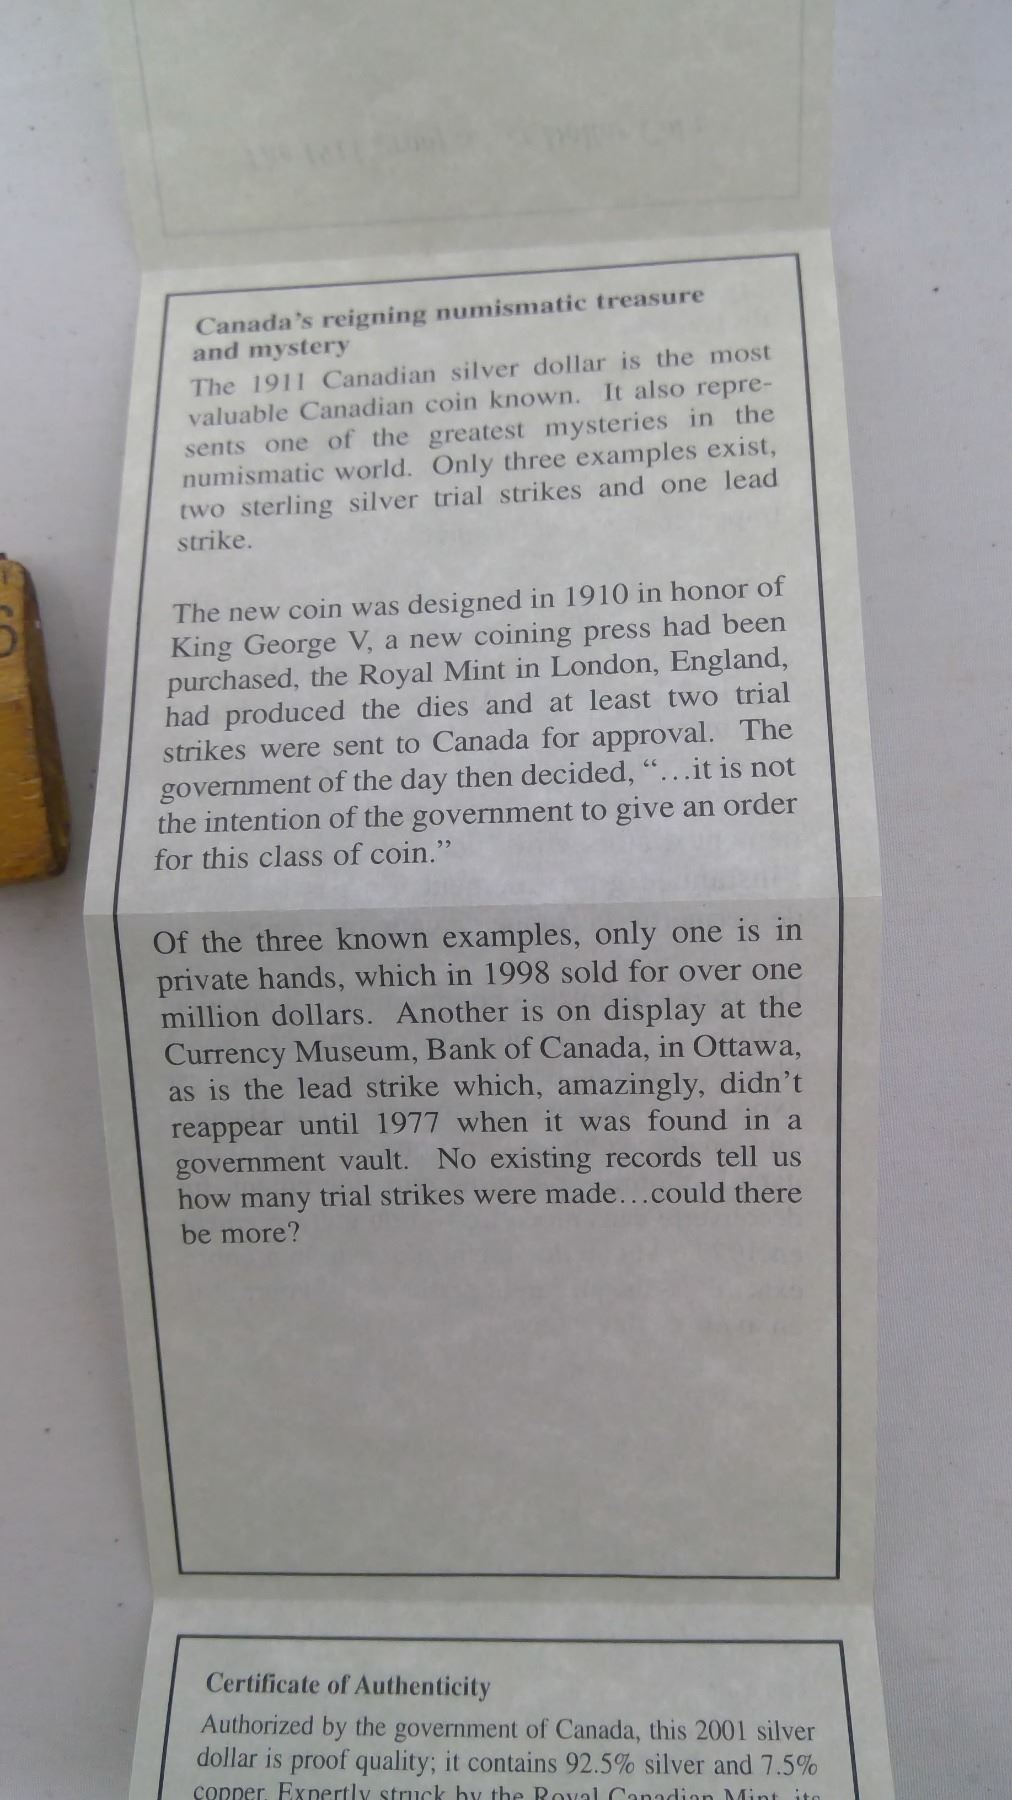 Canada's reigning numismatic treasure
and mystery
The 1911 Canadian silver dollar is the most
valuable Canadian coin known. It also repre-
sents one of the greatest mysteries in the
numismatic world. Only three examples exist,
two sterling silver trial strikes and one lead
strike.
The new coin was designed in 1910 in honor of
King George V, a new coining press had been
purchased, the Royal Mint in London, England,
had produced the dies and at least two trial
strikes were sent to Canada for approval. The
government of the day then decided, “…it is not
the intention of the government to give an order
for this class of coin.”
Of the three known examples, only one is in
private hands, which in 1998 sold for over one
million dollars. Another is on display at the
Currency Museum, Bank of Canada, in Ottawa,
as is the lead strike which, amazingly, didn't
reappear until 1977 when it was found in a
government vault. No existing records tell us
how many trial strikes were made…could there
be more?
Certificate of Authenticity
Authorized by the government of Canada, this 2001 silver
dollar is proof quality; it contains 92.5% silver and 7.5%
copper. Expertly struck by the Royal Canadian Mint, its